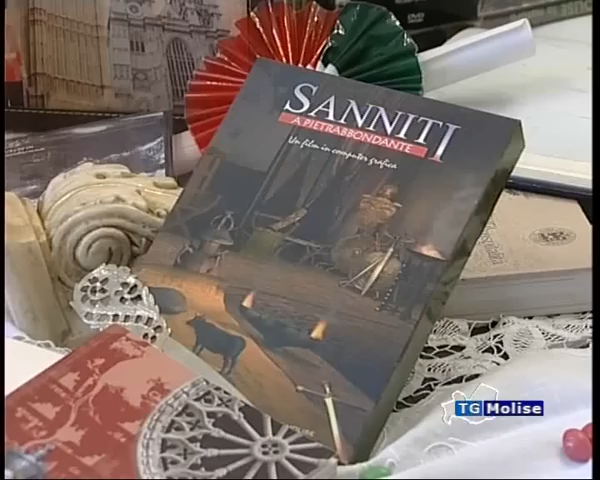 SANNITI
A PIETRABBONDANTE
Un film in computer grafica
TG Molise